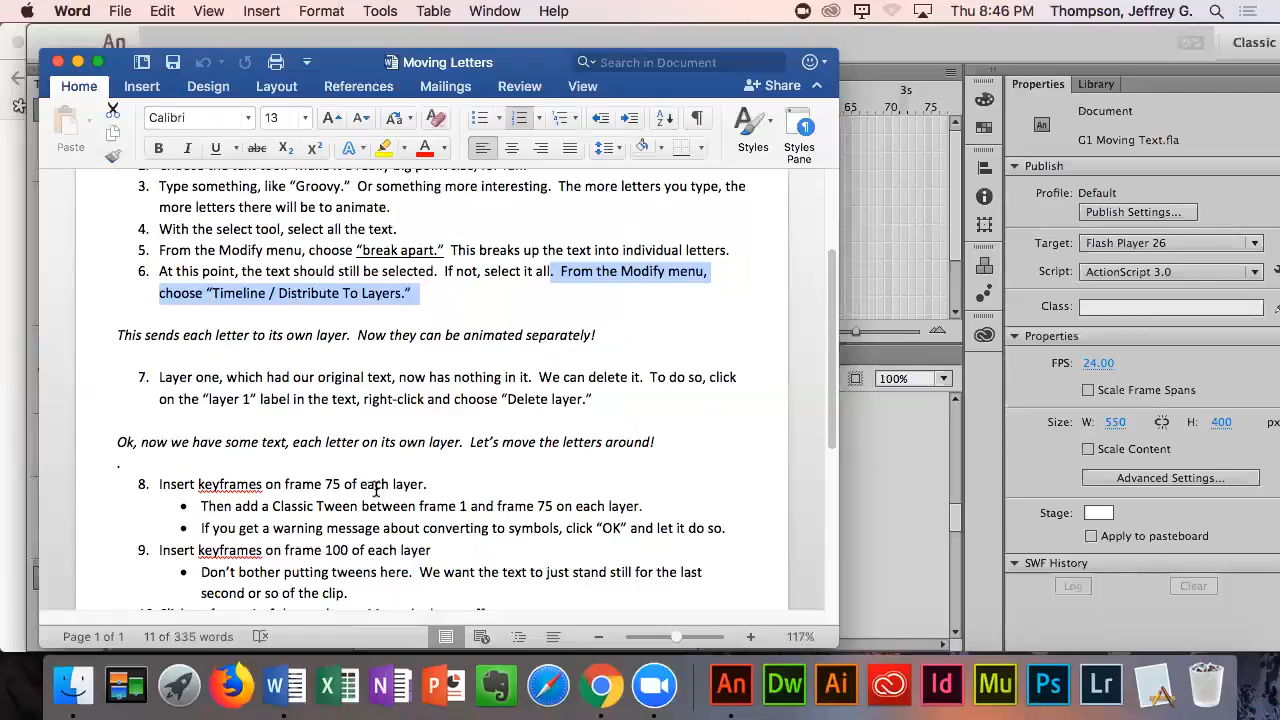 Word File Edit View Insert Format Tools Table Window Help Thu 8:46 PM Thompson, Jeffrey G.
An Classic
Moving Letters Search in Document
Home Insert Design Layout References Mailings Review View Share
Paste Calibri 13 Styles Styles Pane
3. Type something, like “Groovy.” Or something more interesting. The more letters you type, the
more letters there will be to animate.
4. With the select tool, select all the text.
5. From the Modify menu, choose “break apart.” This breaks up the text into individual letters.
6. At this point, the text should still be selected. If not, select it all. From the Modify menu,
choose “Timeline / Distribute To Layers.”
This sends each letter to its own layer. Now they can be animated separately!
7. Layer one, which had our original text, now has nothing in it. We can delete it. To do so, click
on the “layer 1” label in the text, right-click and choose “Delete layer.”
Ok, now we have some text, each letter on its own layer. Let’s move the letters around!
.
8. Insert keyframes on frame 75 of each layer.
• Then add a Classic Tween between frame 1 and frame 75 on each layer.
• If you get a warning message about converting to symbols, click “OK” and let it do so.
9. Insert keyframes on frame 100 of each layer
• Don’t bother putting tweens here. We want the text to just stand still for the last
second or so of the clip.
Page 1 of 1 11 of 335 words 117%
3s
65 70 75
100%
Properties Library
Document
An G1 Moving Text.fla
Publish
Profile: Default
Publish Settings...
Target: Flash Player 26
Script: ActionScript 3.0
Class:
Properties
FPS: 24.00
Scale Frame Spans
Size: W: 550 H: 400 px
Scale Content
Advanced Settings...
Stage:
Apply to pasteboard
SWF History
Log Clear
W X N P An Dw Ai Id Mu Ps Lr